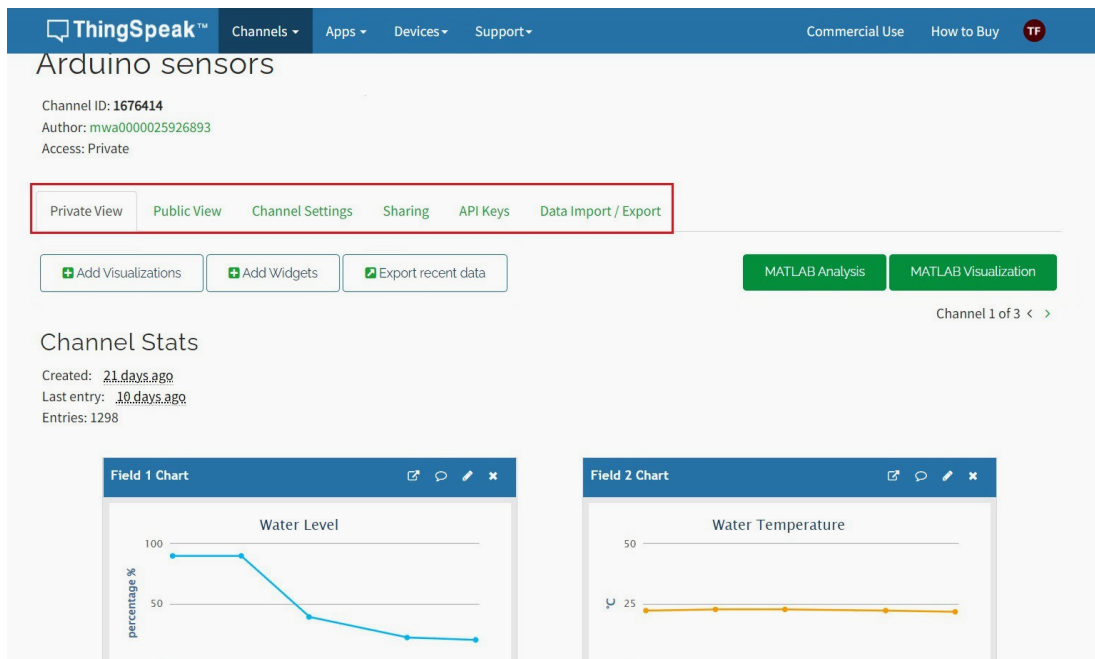 ThingSpeak™ Channels Apps Devices Support Commercial Use How to Buy TF
Arduino sensors
Channel ID: 1676414
Author: mwa0000025926893
Access: Private
Private View Public View Channel Settings Sharing API Keys Data Import / Export
Add Visualizations Add Widgets Export recent data MATLAB Analysis MATLAB Visualization
Channel 1 of 3 < >
Channel Stats
Created: 21 days ago
Last entry: 10 days ago
Entries: 1298
Field 1 Chart
Water Level
100
50
percentage %
Field 2 Chart
Water Temperature
50
25
°C